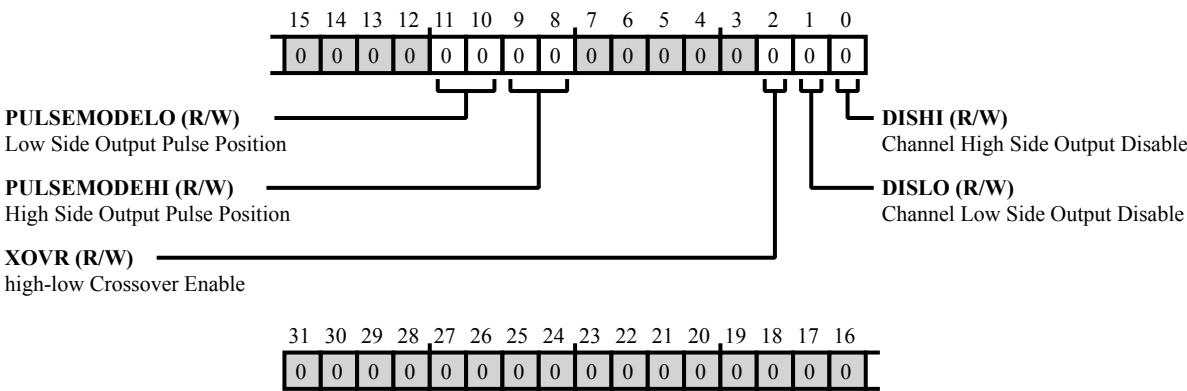 15 14 13 12 11 10 9 8 7 6 5 4 3 2 1 0
0 0 0 0 0 0 0 0 0 0 0 0 0 0 0 0
PULSEMODELO (R/W)
Low Side Output Pulse Position
DISHI (R/W)
Channel High Side Output Disable
PULSEMODEHI (R/W)
High Side Output Pulse Position
DISLO (R/W)
Channel Low Side Output Disable
XOVR (R/W)
high-low Crossover Enable
31 30 29 28 27 26 25 24 23 22 21 20 19 18 17 16
0 0 0 0 0 0 0 0 0 0 0 0 0 0 0 0